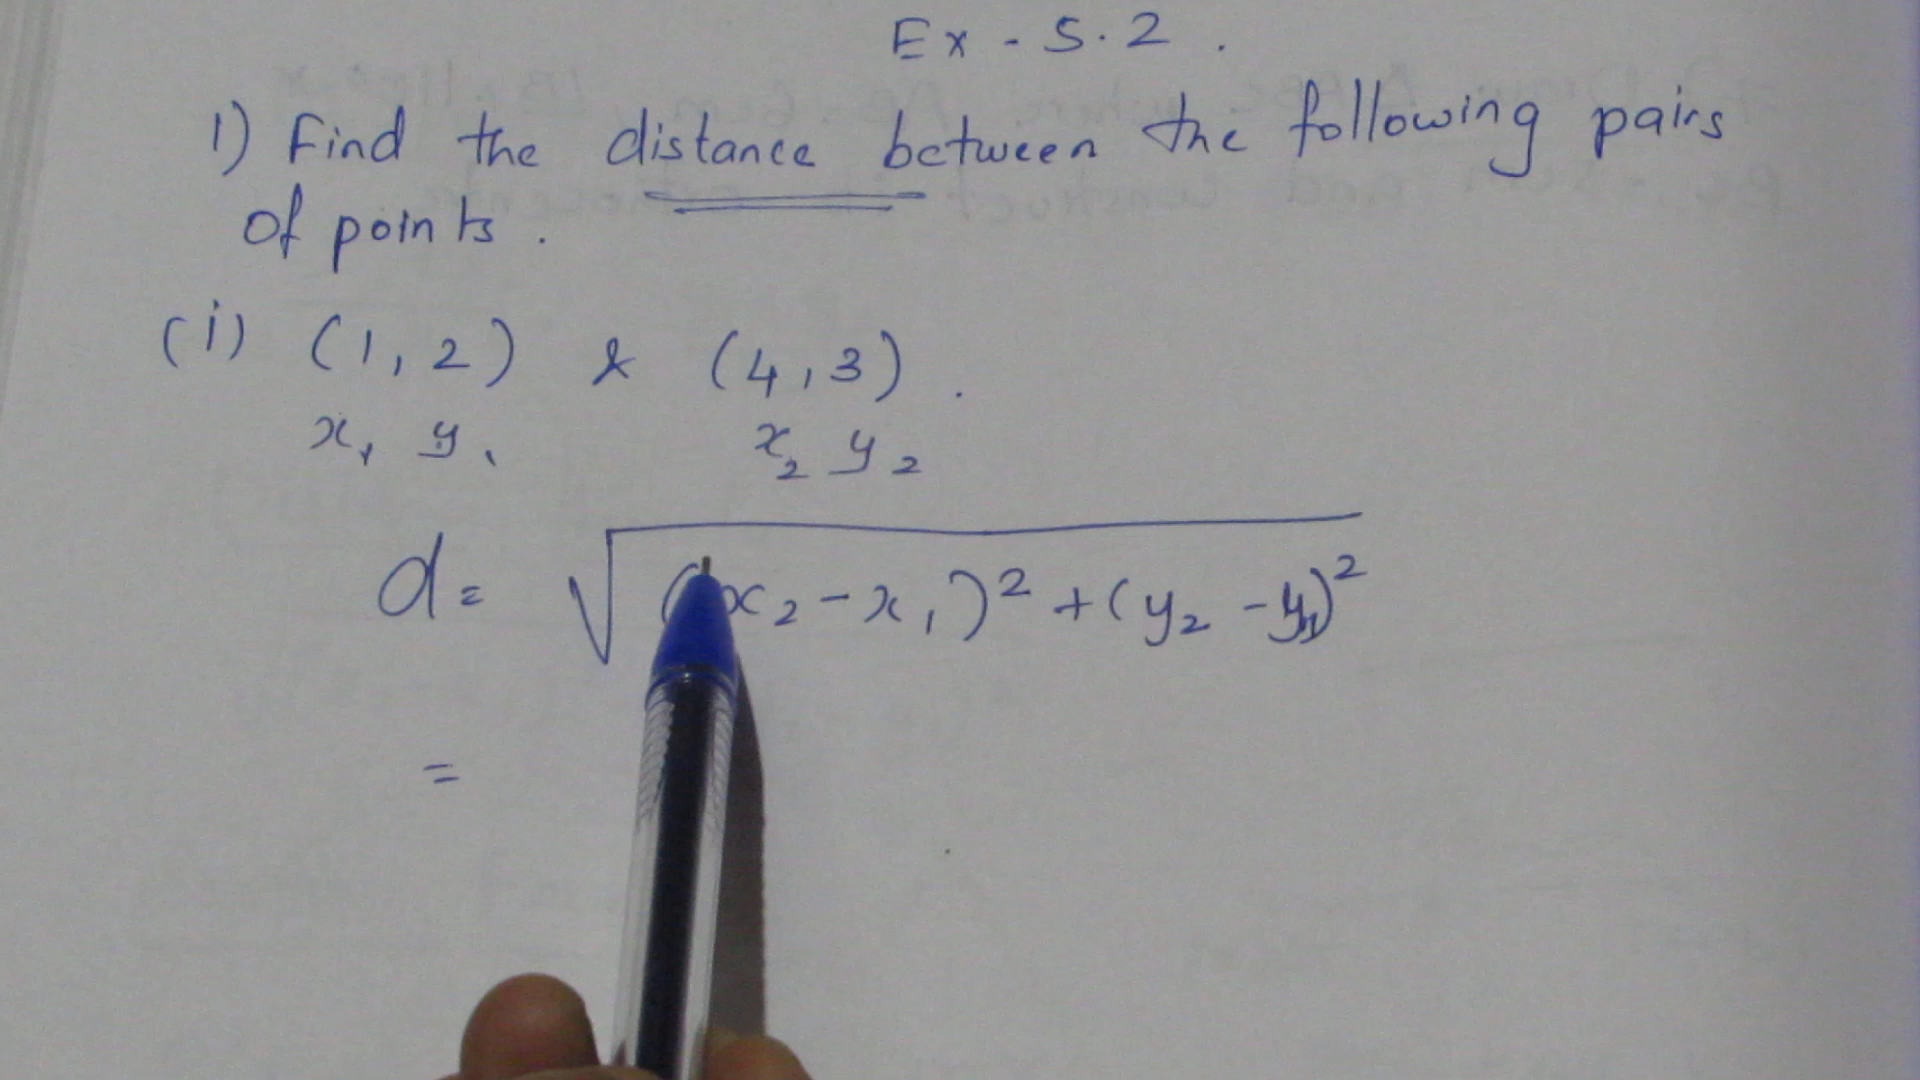 Ex - 5.2.
1) Find the distance between the following pairs
of points.
(i) (1, 2) & (4, 3).
x₁ y₁ x₂ y₂
d = √(x₂ - x₁)² + (y₂ - y₁)²
=